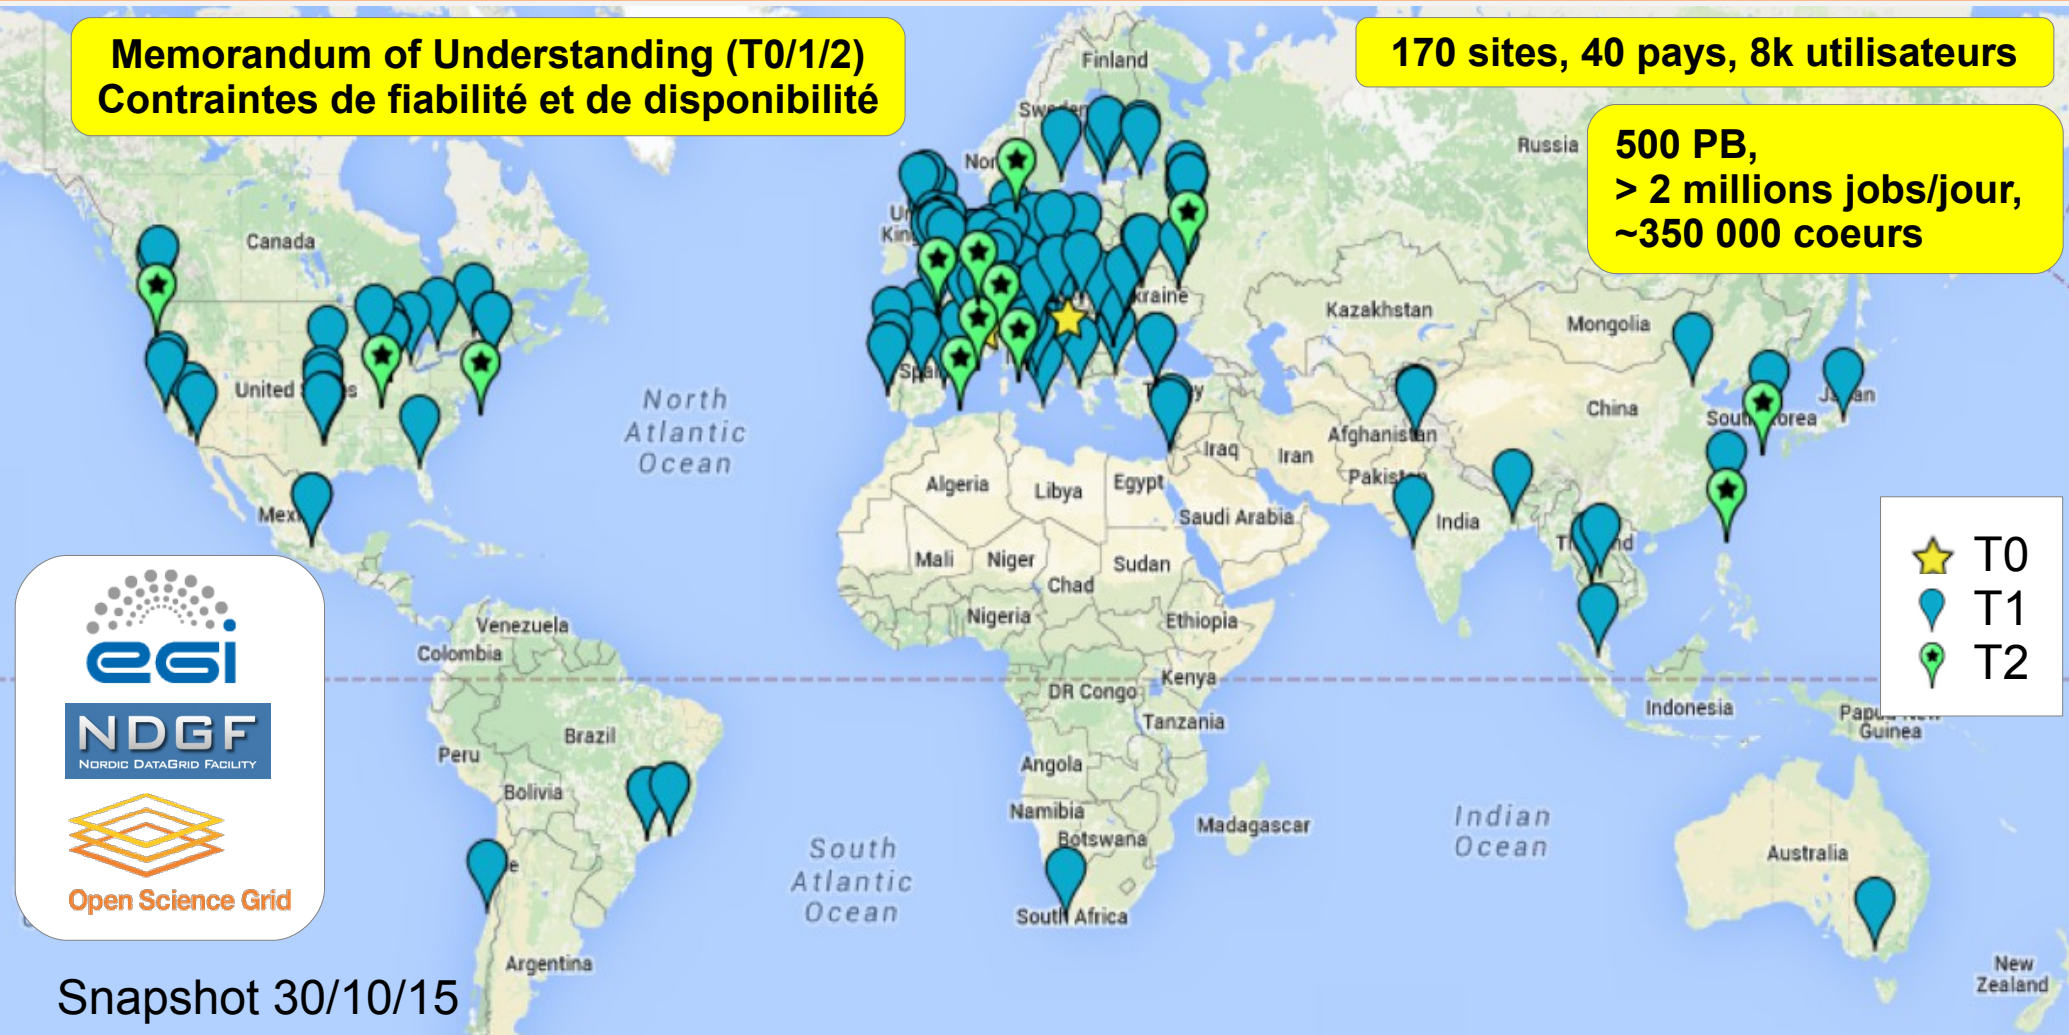 Memorandum of Understanding (T0/1/2)
Contraintes de fiabilité et de disponibilité
170 sites, 40 pays, 8k utilisateurs
500 PB,
> 2 millions jobs/jour,
~350 000 coeurs
Finland
Russia
Canada
Kazakhstan
Mongolia
United
North
Atlantic
Ocean
China
Afghanistan
Iraq
Iran
Algeria
Libya
Egypt
Saudi Arabia
India
Mali
Niger
Chad
Sudan
Nigeria
Ethiopia
Venezuela
Colombia
DR Congo
Kenya
Tanzania
Indonesia
Guinea
Brazil
Peru
Bolivia
Angola
Namibia
Botswana
Madagascar
South Africa
South
Atlantic
Ocean
Indian
Ocean
Australia
Argentina
New
Zealand
T0
T1
T2
egi
NDGF
NORDIC DATAGRID FACILITY
Open Science Grid
Snapshot 30/10/15